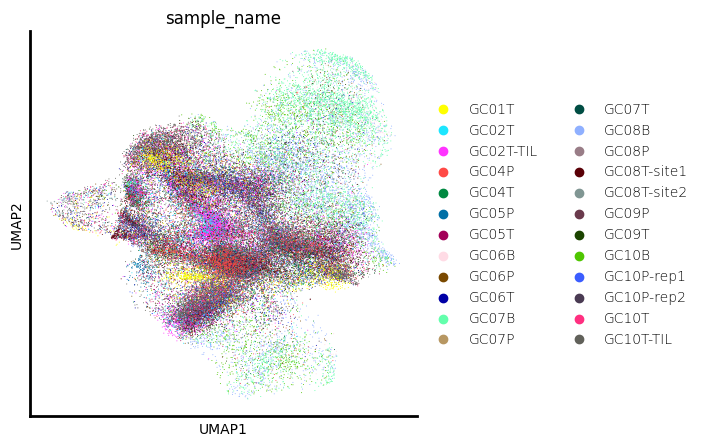 sample_name
UMAP2
UMAP1
GC01T
GC02T
GC02T-TIL
GC04P
GC04T
GC05P
GC05T
GC06B
GC06P
GC06T
GC07B
GC07P
GC07T
GC08B
GC08P
GC08T-site1
GC08T-site2
GC09P
GC09T
GC10B
GC10P-rep1
GC10P-rep2
GC10T
GC10T-TIL